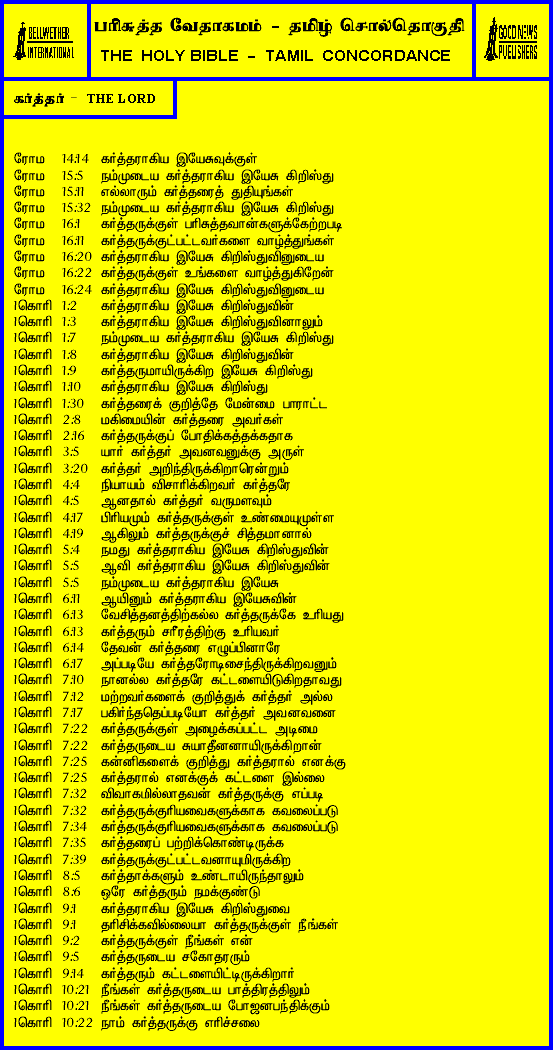 BELLWETHER
INTERNATIONAL
பரிசுத்த வேதாகமம் - தமிழ் சொல்தொகுதி
THE HOLY BIBLE - TAMIL CONCORDANCE
GOOD NEWS
PUBLISHERS
கர்த்தர் - THE LORD
ரோம 14:14 கர்த்தராகிய இயேசுவுக்குள்
ரோம 15:5 நம்முடைய கர்த்தராகிய இயேசு கிறிஸ்து
ரோம 15:11 எல்லாரும் கர்த்தரைத் துதியுங்கள்
ரோம 15:32 நம்முடைய கர்த்தராகிய இயேசு கிறிஸ்து
ரோம 16:1 கர்த்தருக்குள் பரிசுத்தவான்களுக்கேற்றபடி
ரோம 16:11 கர்த்தருக்குட்பட்டவர்களை வாழ்த்துங்கள்
ரோம 16:20 கர்த்தராகிய இயேசு கிறிஸ்துவினுடைய
ரோம 16:22 கர்த்தருக்குள் உங்களை வாழ்த்துகிறேன்
ரோம 16:24 கர்த்தராகிய இயேசு கிறிஸ்துவினுடைய
1கொரி 1:2 கர்த்தராகிய இயேசு கிறிஸ்துவின்
1கொரி 1:3 கர்த்தராகிய இயேசு கிறிஸ்துவினாலும்
1கொரி 1:7 நம்முடைய கர்த்தராகிய இயேசு கிறிஸ்து
1கொரி 1:8 கர்த்தராகிய இயேசு கிறிஸ்துவின்
1கொரி 1:9 கர்த்தருமாயிருக்கிற இயேசு கிறிஸ்து
1கொரி 1:10 கர்த்தராகிய இயேசு கிறிஸ்து
1கொரி 1:30 கர்த்தரைக் குறித்தே மேன்மை பாராட்ட
1கொரி 2:8 மகிமையின் கர்த்தரை அவர்கள்
1கொரி 2:16 கர்த்தருக்குப் போதிக்கத்தக்கதாக
1கொரி 3:5 யார் கர்த்தர் அவனவனுக்கு அருள்
1கொரி 3:20 கர்த்தர் அறிந்திருக்கிறாரென்றும்
1கொரி 4:4 நியாயம் விசாரிக்கிறவர் கர்த்தரே
1கொரி 4:5 ஆனதால் கர்த்தர் வருமளவும்
1கொரி 4:17 பிரியமும் கர்த்தருக்குள் உண்மையுமுள்ள
1கொரி 4:19 ஆகிலும் கர்த்தருக்குச் சித்தமானால்
1கொரி 5:4 நமது கர்த்தராகிய இயேசு கிறிஸ்துவின்
1கொரி 5:5 ஆவி கர்த்தராகிய இயேசு கிறிஸ்துவின்
1கொரி 5:5 நம்முடைய கர்த்தராகிய இயேசு
1கொரி 6:11 ஆயினும் கர்த்தராகிய இயேசுவின்
1கொரி 6:13 வேசித்தனத்திற்கல்ல கர்த்தருக்கே உரியது
1கொரி 6:13 கர்த்தரும் சரீரத்திற்கு உரியவர்
1கொரி 6:14 தேவன் கர்த்தரை எழுப்பினாரே
1கொரி 6:17 அப்படியே கர்த்தரோடிசைந்திருக்கிறவனும்
1கொரி 7:10 நானல்ல கர்த்தரே கட்டளையிடுகிறதாவது
1கொரி 7:12 மற்றவர்களைக் குறித்துக் கர்த்தர் அல்ல
1கொரி 7:17 பகிர்ந்ததெப்படியோ கர்த்தர் அவனவனை
1கொரி 7:22 கர்த்தருக்குள் அழைக்கப்பட்ட அடிமை
1கொரி 7:22 கர்த்தருடைய சுயாதீனனாயிருக்கிறான்
1கொரி 7:25 கன்னிகளைக் குறித்து கர்த்தரால் எனக்கு
1கொரி 7:25 கர்த்தரால் எனக்குக் கட்டளை இல்லை
1கொரி 7:32 விவாகமில்லாதவன் கர்த்தருக்கு எப்படி
1கொரி 7:32 கர்த்தருக்குரியவைகளுக்காக கவலைப்படு
1கொரி 7:34 கர்த்தருக்குரியவைகளுக்காக கவலைப்படு
1கொரி 7:35 கர்த்தரைப் பற்றிக்கொண்டிருக்க
1கொரி 7:39 கர்த்தருக்குட்பட்டவனாயுமிருக்கிற
1கொரி 8:5 கர்த்தாக்களும் உண்டாயிருந்தாலும்
1கொரி 8:6 ஒரே கர்த்தரும் நமக்குண்டு
1கொரி 9:1 கர்த்தராகிய இயேசு கிறிஸ்துவை
1கொரி 9:1 தரிசிக்கவில்லையா கர்த்தருக்குள் நீங்கள்
1கொரி 9:2 கர்த்தருக்குள் நீங்கள் என்
1கொரி 9:5 கர்த்தருடைய சகோதரரும்
1கொரி 9:14 கர்த்தரும் கட்டளையிட்டிருக்கிறார்
1கொரி 10:21 நீங்கள் கர்த்தருடைய பாத்திரத்திலும்
1கொரி 10:21 நீங்கள் கர்த்தருடைய போஜனபந்திக்கும்
1கொரி 10:22 நாம் கர்த்தருக்கு எரிச்சலை